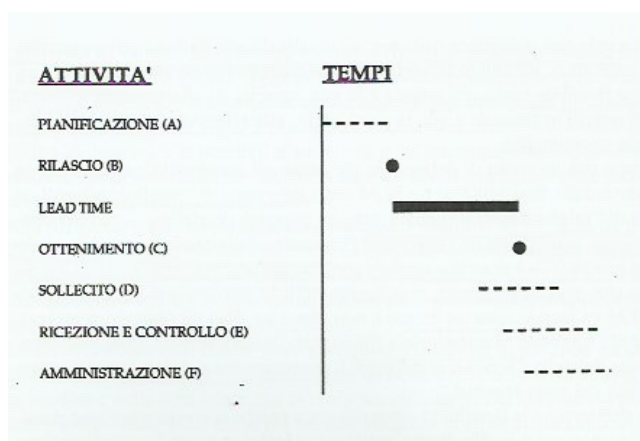 ATTIVITA' TEMPI
PIANIFICAZIONE (A)
RILASCIO (B)
LEAD TIME
OTTENIMENTO (C)
SOLLECITO (D)
RICEZIONE E CONTROLLO (E)
AMMINISTRAZIONE (F)